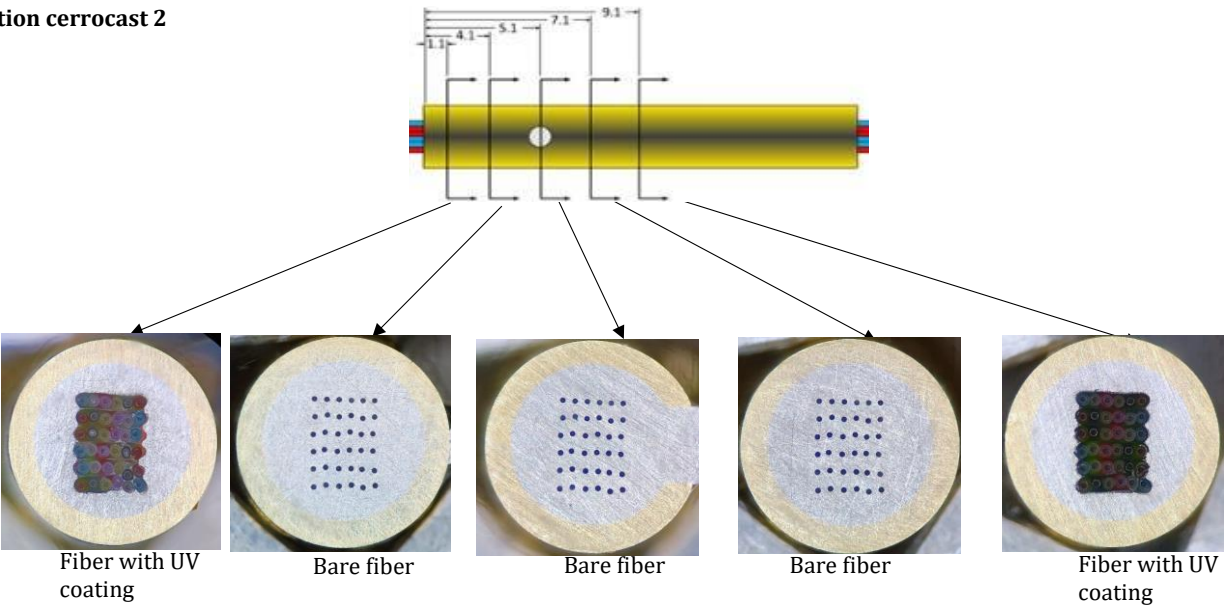 tion cerrocast 2
9.1
7.1
5.1
4.1
1.1
Fiber with UV
coating
Bare fiber
Bare fiber
Bare fiber
Fiber with UV
coating